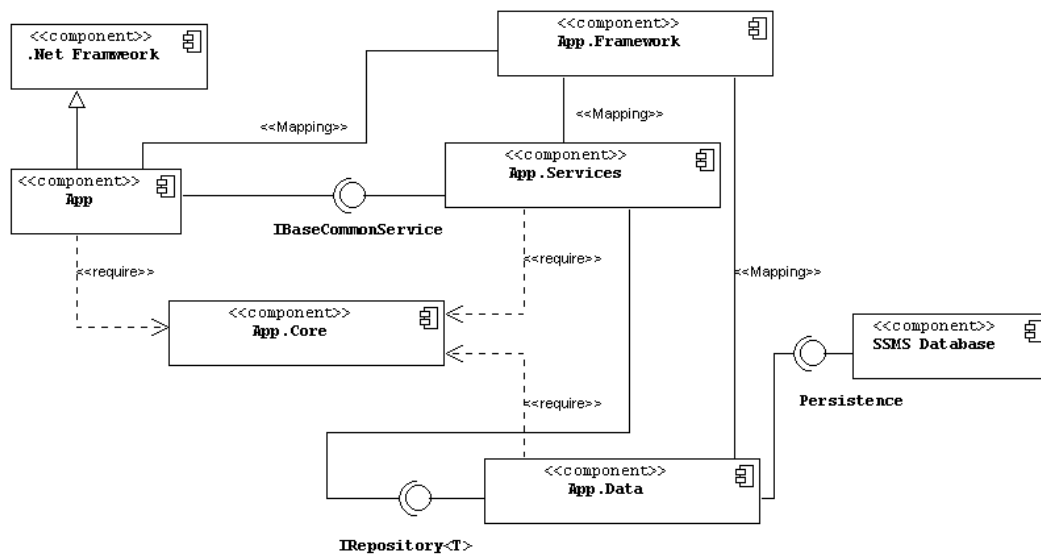 <<component>>
.Net Framweork
<<component>>
App.Framework
<<Mapping>>
<<Mapping>>
<<component>>
App
<<component>>
App.Services
IBaseCommonService
<<require>>
<<require>>
<<Mapping>>
<<component>>
App.Core
<<component>>
SSMS Database
Persistence
<<require>>
<<component>>
App.Data
IRepository<T>